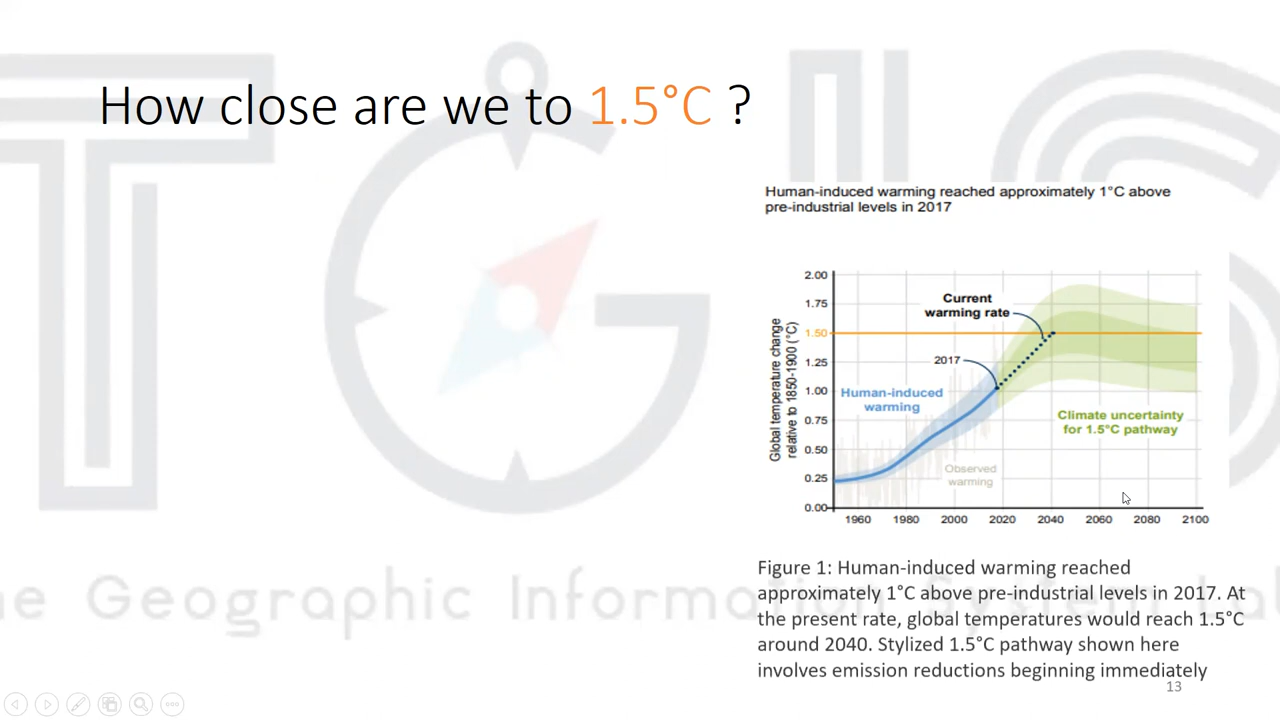 How close are we to 1.5°C ?
Human-induced warming reached approximately 1°C above
pre-industrial levels in 2017
Global temperature change
relative to 1850-1900 (°C)
2.00
1.75
1.50
1.25
1.00
0.75
0.50
0.25
0.00
Current
warming rate
2017
Human-induced
warming
Climate uncertainty
for 1.5°C pathway
Observed
warming
1960 1980 2000 2020 2040 2060 2080 2100
Figure 1: Human-induced warming reached
approximately 1°C above pre-industrial levels in 2017. At
the present rate, global temperatures would reach 1.5°C
around 2040. Stylized 1.5°C pathway shown here
involves emission reductions beginning immediately
13
TGIS
Geographic Information System